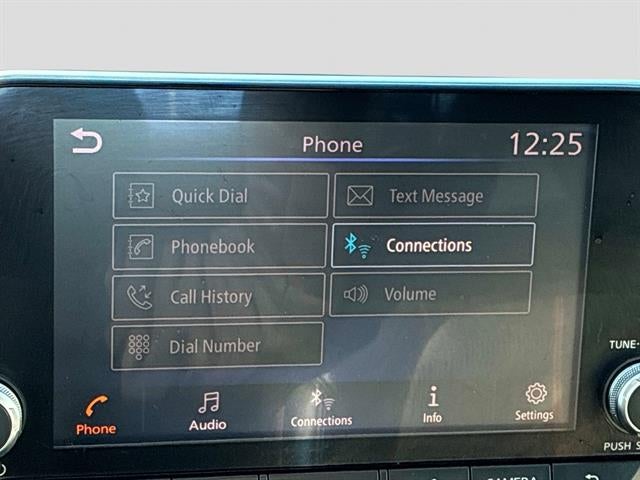 Phone 12:25
Quick Dial Text Message
Phonebook Connections
Call History Volume
Dial Number
TUNE-
Phone Audio Connections Info Settings
PUSH S
CAMERA